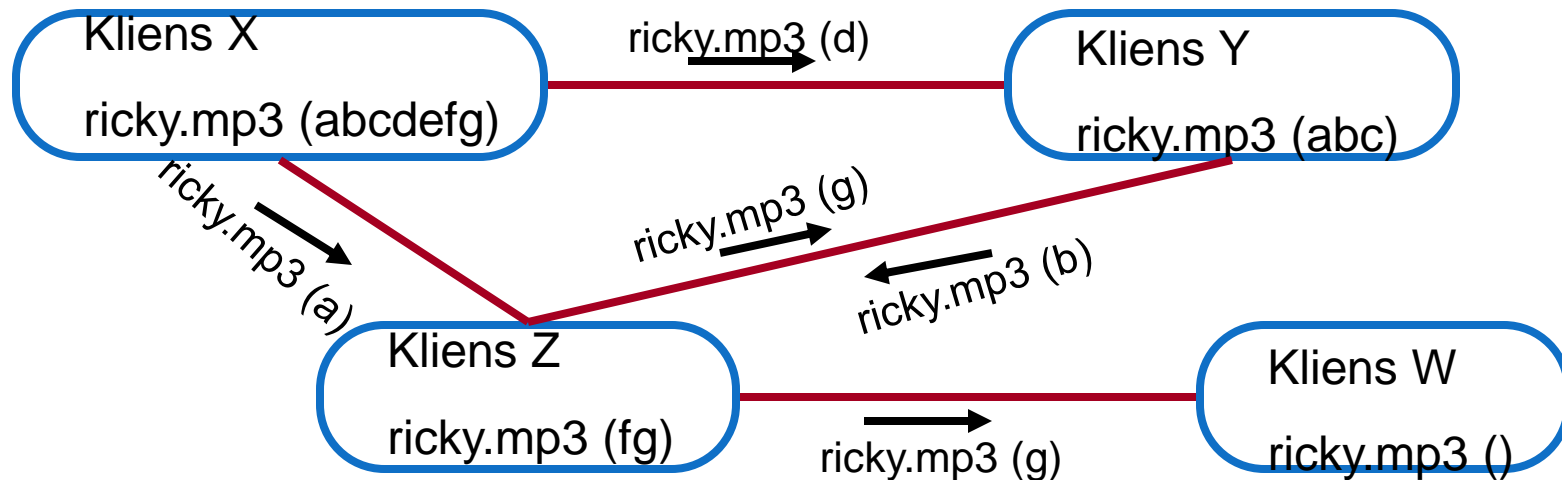 Kliens X
ricky.mp3 (abcdefg)
ricky.mp3 (d)
Kliens Y
ricky.mp3 (abc)
ricky.mp3 (a)
ricky.mp3 (g)
ricky.mp3 (b)
Kliens Z
ricky.mp3 (fg)
ricky.mp3 (g)
Kliens W
ricky.mp3 ()